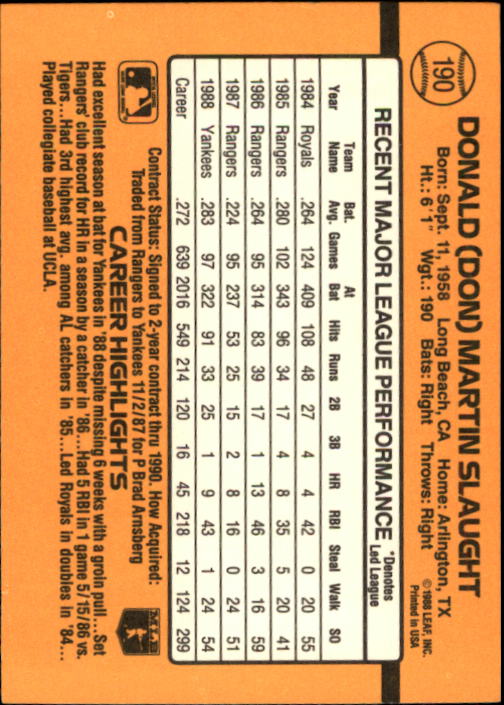 190
DONALD (DON) MARTIN SLAUGHT
Born: Sept. 11, 1958 Long Beach, CA Home: Arlington, TX
Ht.: 6' 1" Wgt.: 190 Bats: Right Throws: Right
©1988 LEAF, INC.
Printed in USA
RECENT MAJOR LEAGUE PERFORMANCE
*Denotes
Led League
Year Team Name Bat. Avg. Games At Bat Hits Runs 2B 3B HR RBI Steal Walk SO
1984 Royals .264 124 409 108 48 27 4 4 42 0 20 55
1985 Rangers .280 102 343 96 34 17 4 8 35 5 20 41
1986 Rangers .264 95 314 83 39 17 1 13 46 3 16 59
1987 Rangers .224 95 237 53 25 15 2 8 16 0 24 51
1988 Yankees .283 97 322 91 33 25 1 9 43 1 24 54
Career .272 639 2016 549 214 120 16 45 218 12 124 299
Contract Status: Signed to 2-year contract thru 1990. How Acquired:
Traded from Rangers to Yankees 11/2/87 for P Brad Arnsberg
CAREER HIGHLIGHTS
MLB
Had excellent season at bat for Yankees in '88 despite missing 6 weeks with a groin pull... Set
Rangers' club record for HR in a season by a catcher in '86... Had 5 RBI in 1 game 5/15/86 vs.
Tigers... Had 3rd highest avg. among AL catchers in '85... Led Royals in doubles in '84...
Played collegiate baseball at UCLA.